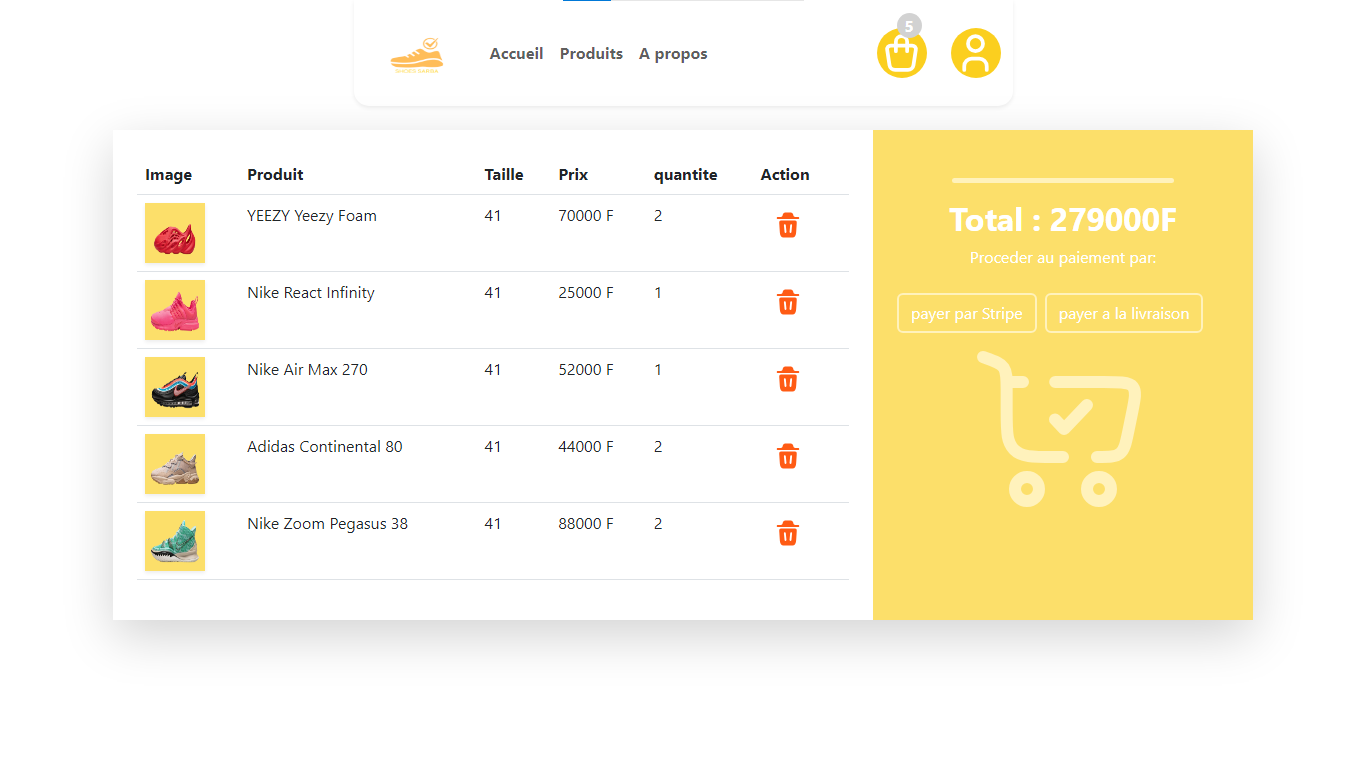 5
Accueil Produits A propos
Image Produit Taille Prix quantite Action
YEEZY Yeezy Foam 41 70000 F 2
Nike React Infinity 41 25000 F 1
Nike Air Max 270 41 52000 F 1
Adidas Continental 80 41 44000 F 2
Nike Zoom Pegasus 38 41 88000 F 2
Total : 279000F
Proceder au paiement par:
payer par Stripe payer a la livraison